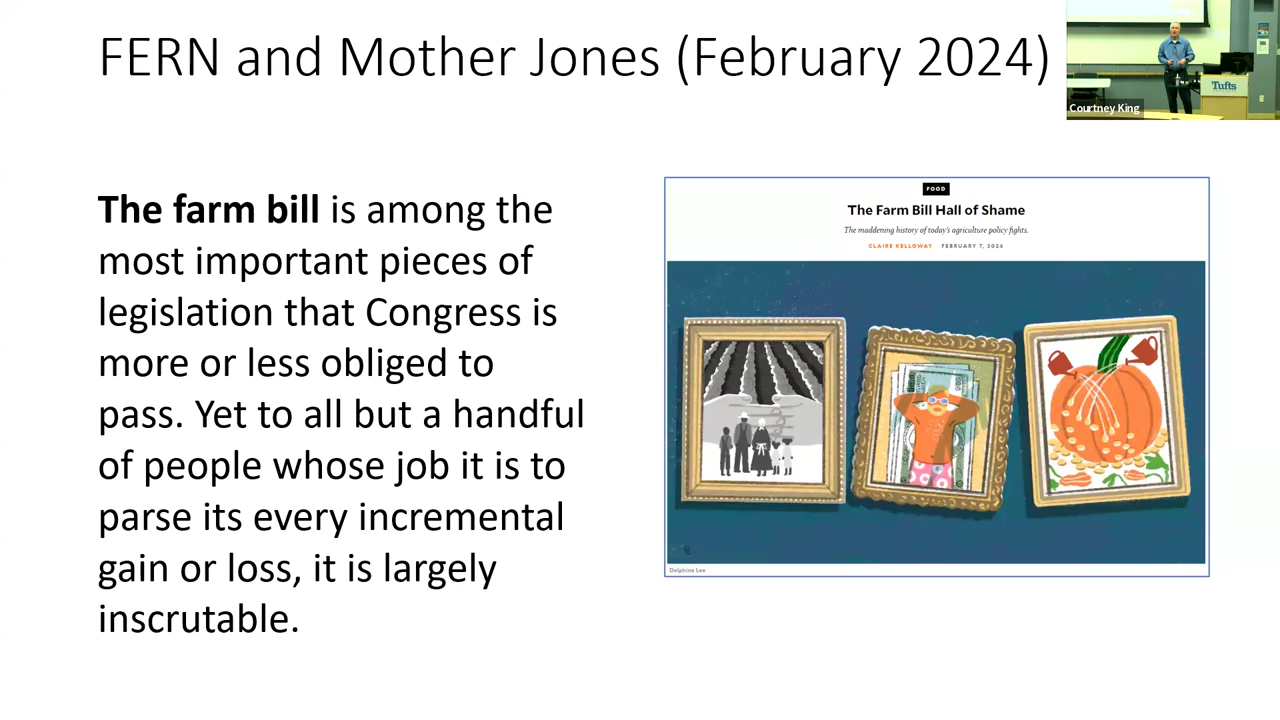 FERN and Mother Jones (February 2024)
Courtney King
Tufts
The farm bill is among the
most important pieces of
legislation that Congress is
more or less obliged to
pass. Yet to all but a handful
of people whose job it is to
parse its every incremental
gain or loss, it is largely
inscrutable.
FOOD
The Farm Bill Hall of Shame
The maddening history of today's agriculture policy fights.
CLAIRE KELLOWAY FEBRUARY 7, 2024
Delphine Lee